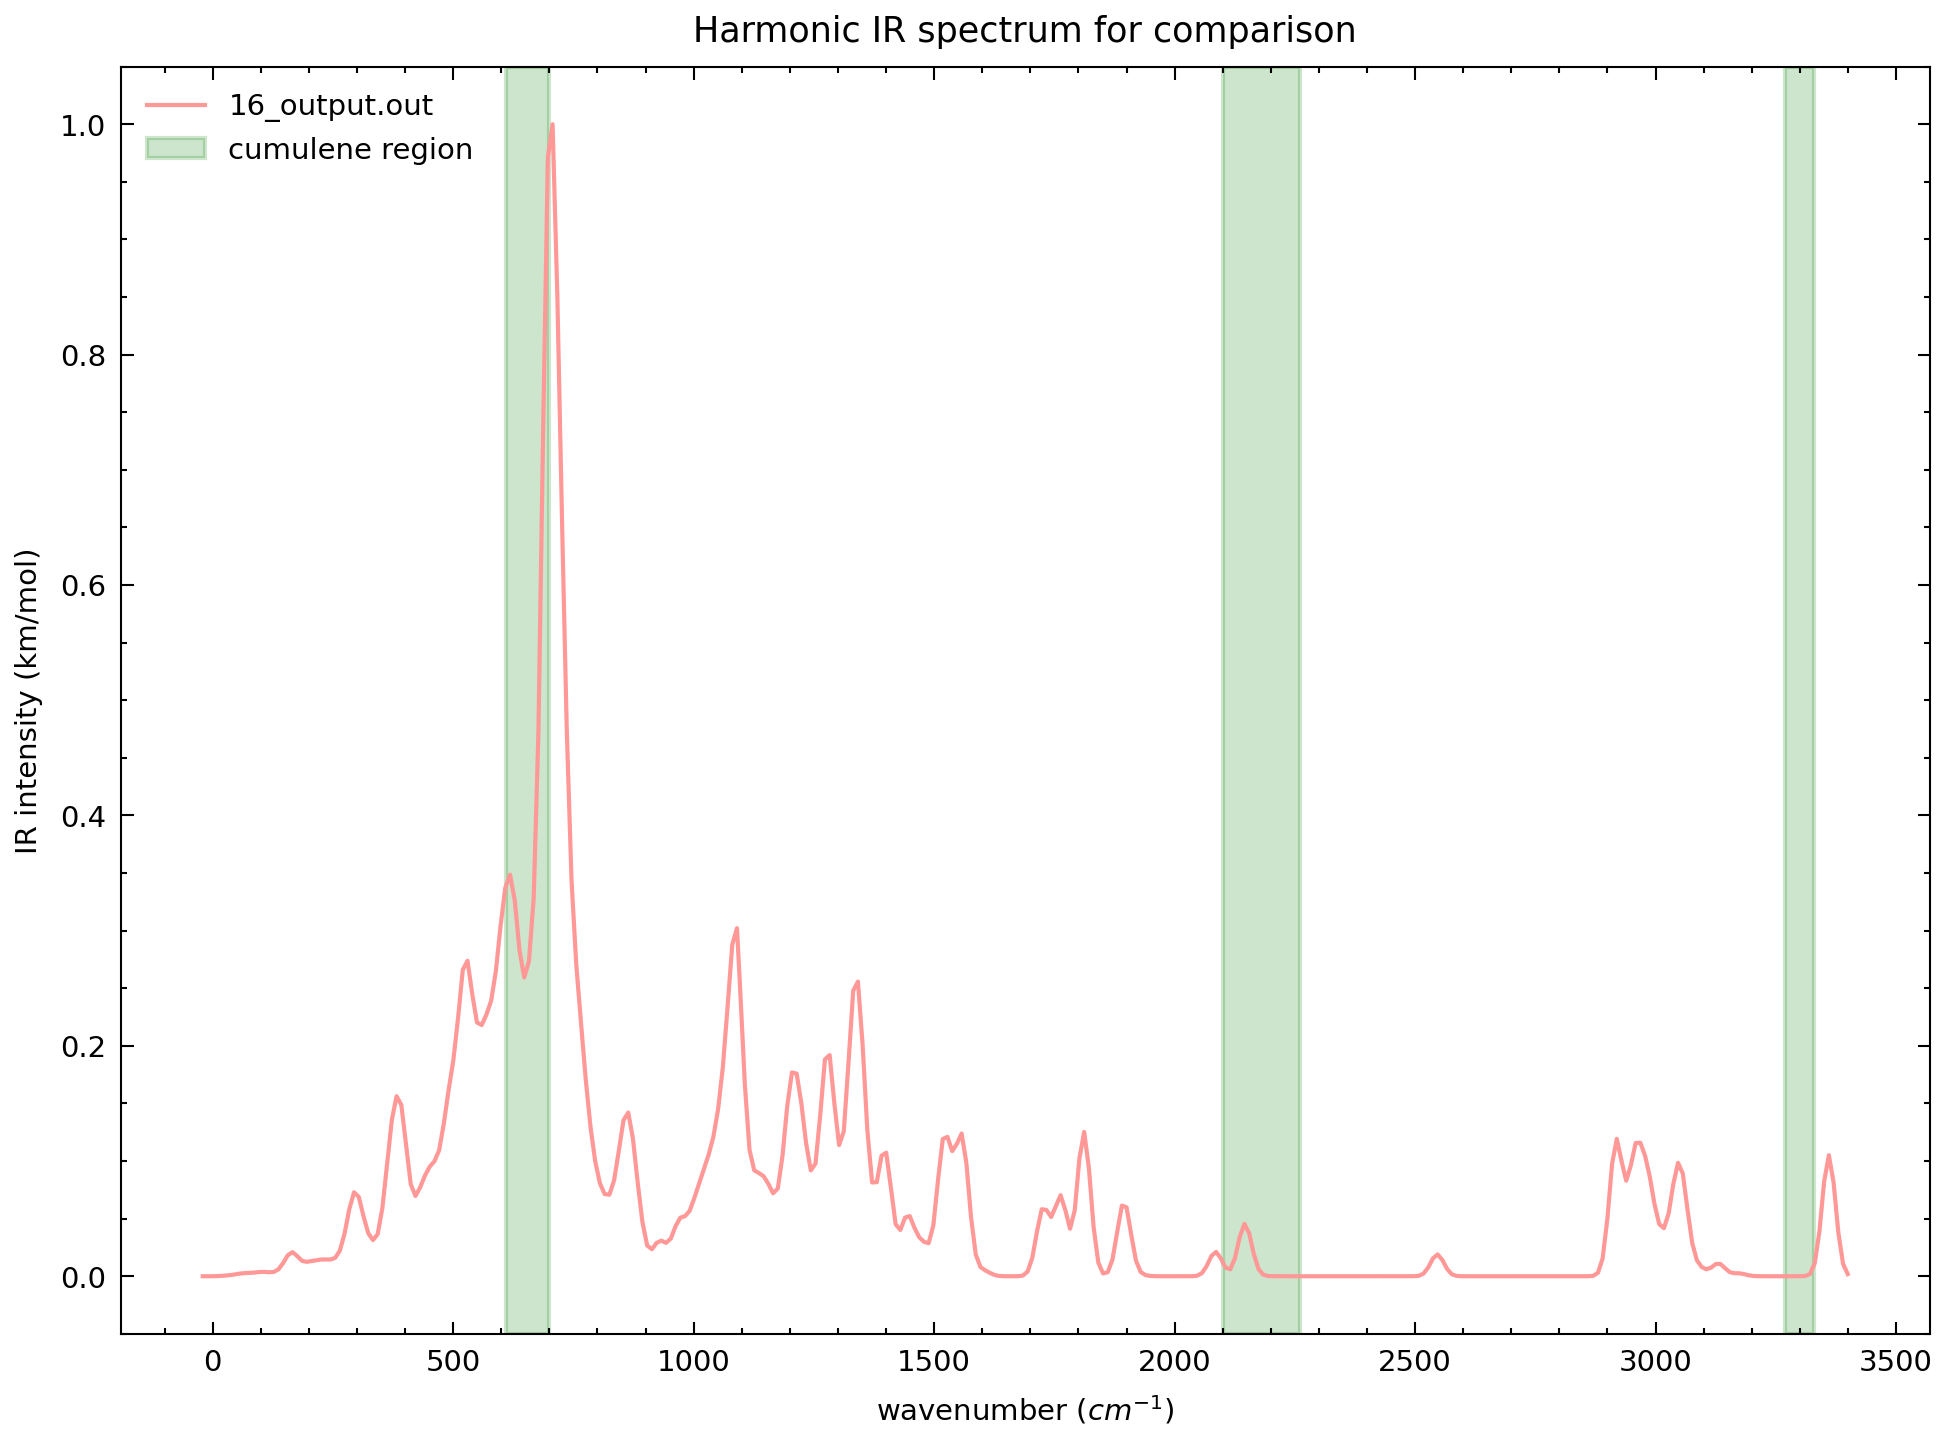 Harmonic IR spectrum for comparison
16_output.out
cumulene region
1.0
0.8
0.6
0.4
0.2
0.0
IR intensity (km/mol)
0 500 1000 1500 2000 2500 3000 3500
wavenumber (cm⁻¹)